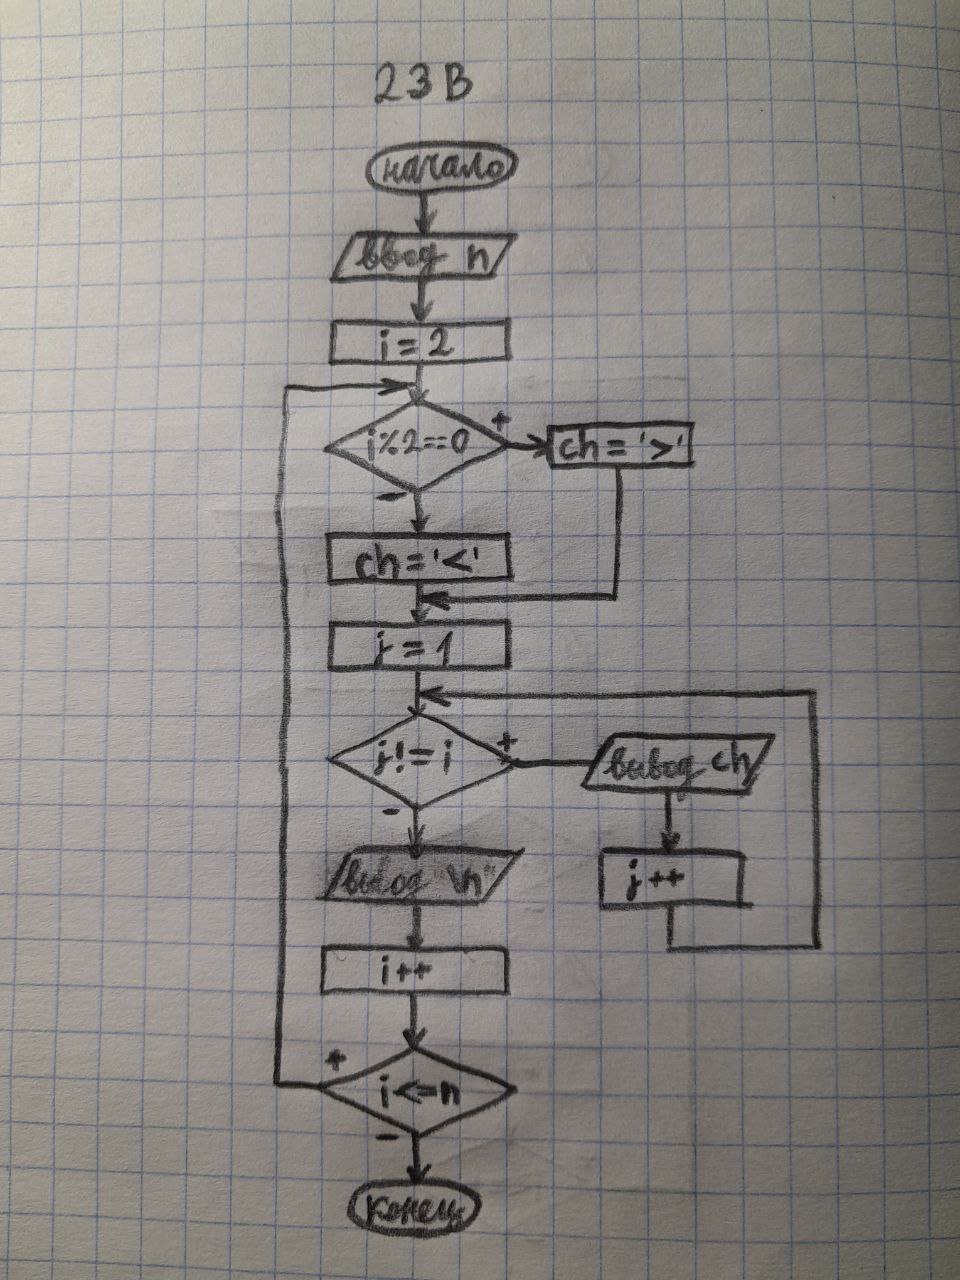 23В
начало
ввод n
i = 2
i%2==0
+
ch = '>'
-
ch = '<'
j = 1
j != i
+
вывод ch
-
j ++
вывод "\n"
i ++
+
i <= n
-
конец